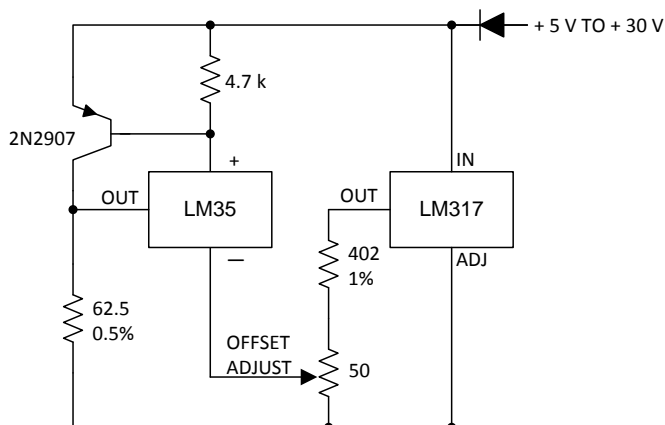 + 5 V TO + 30 V
4.7 k
2N2907
+
IN
OUT
LM35
OUT
LM317
—
402
1%
ADJ
62.5
0.5%
OFFSET
ADJUST
50